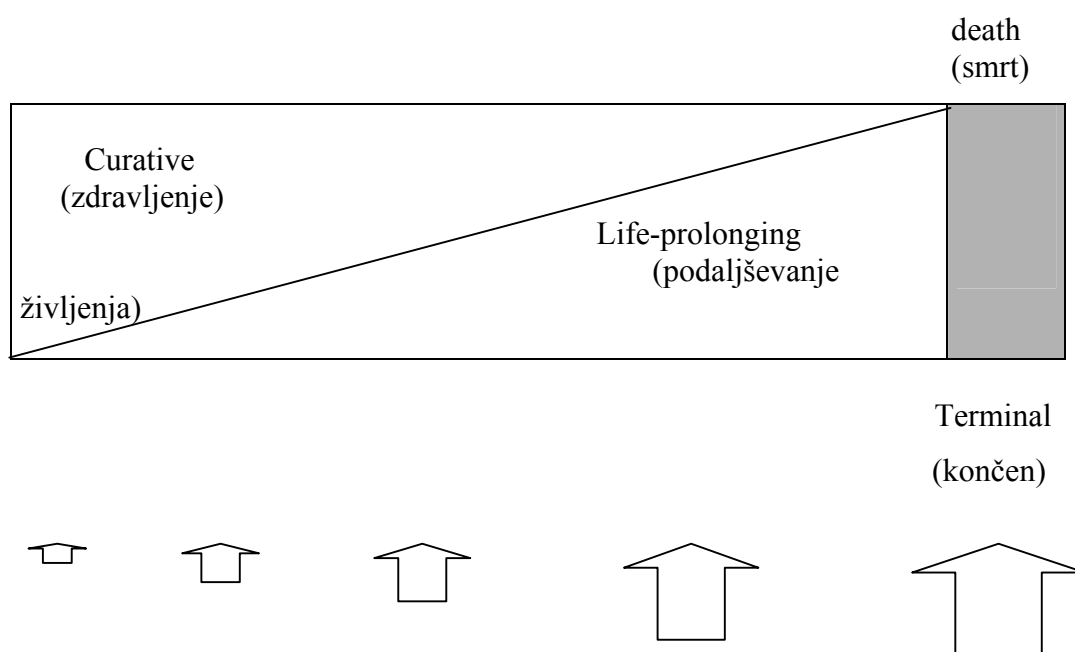 death
(smrt)
Curative
(zdravljenje)
Life-prolonging
(podaljševanje
življenja)
Terminal
(končen)